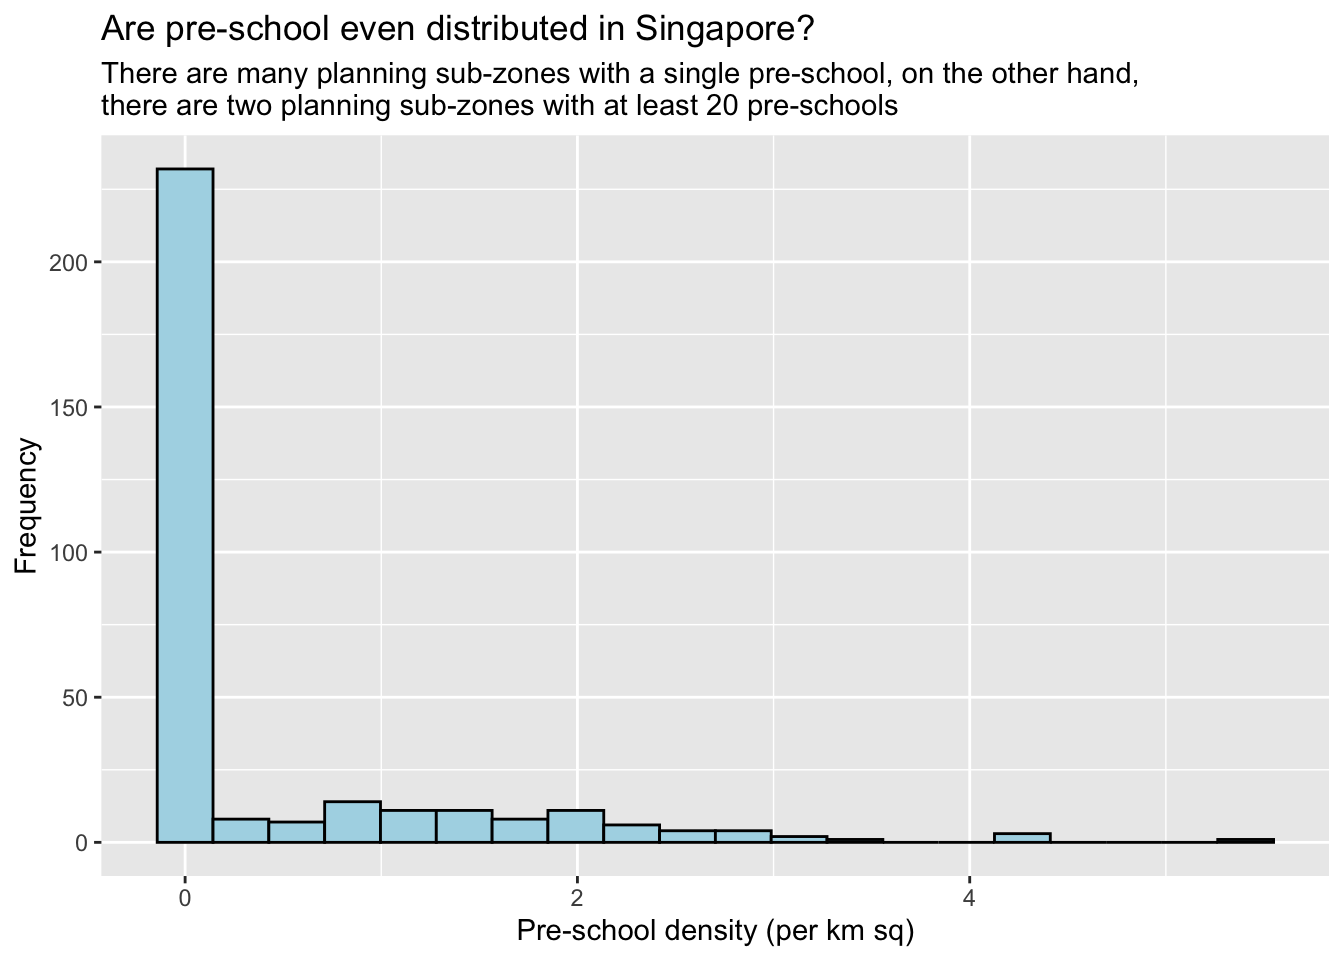 Are pre-school even distributed in Singapore?
There are many planning sub-zones with a single pre-school, on the other hand,
there are two planning sub-zones with at least 20 pre-schools
Frequency
200
150
100
50
0
0
2
4
Pre-school density (per km sq)